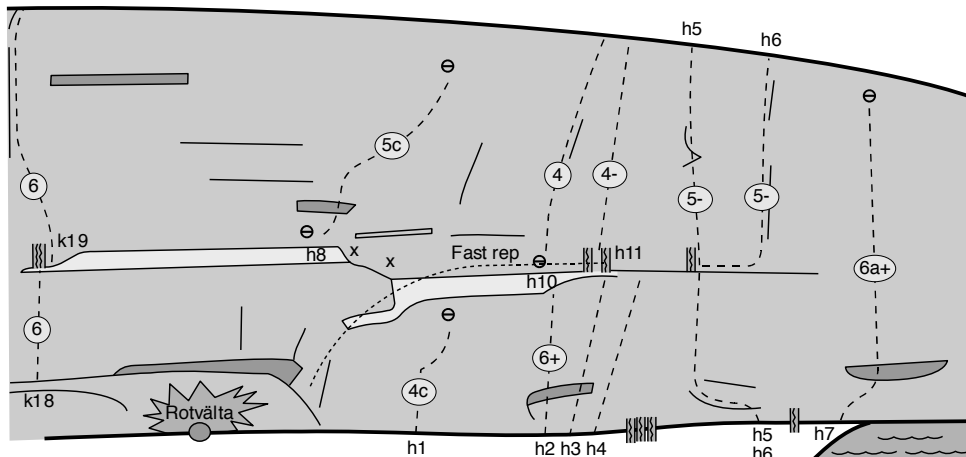 h5
h6
5c
6
4
4-
5-
5-
k19
h8
x
x
Fast rep
h11
h10
6a+
6
6+
4c
k18
Rotvälta
h1
h2
h3
h4
h5
h6
h7